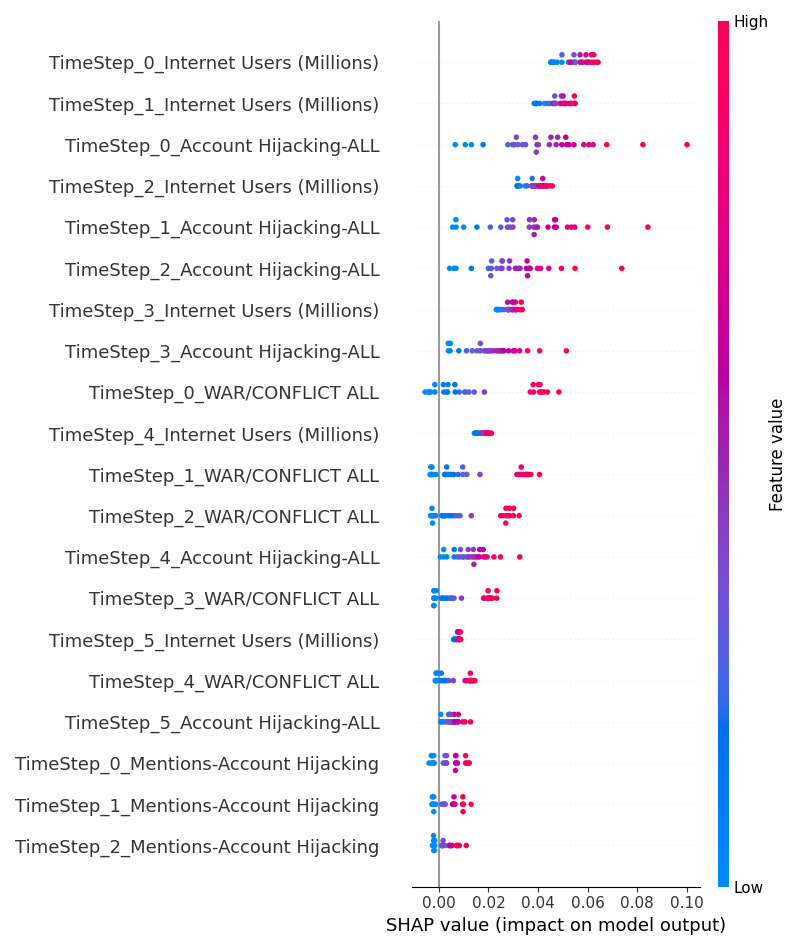 High
TimeStep_0_Internet Users (Millions)
TimeStep_1_Internet Users (Millions)
TimeStep_0_Account Hijacking-ALL
TimeStep_2_Internet Users (Millions)
TimeStep_1_Account Hijacking-ALL
TimeStep_2_Account Hijacking-ALL
TimeStep_3_Internet Users (Millions)
TimeStep_3_Account Hijacking-ALL
TimeStep_0_WAR/CONFLICT ALL
TimeStep_4_Internet Users (Millions)
TimeStep_1_WAR/CONFLICT ALL
TimeStep_2_WAR/CONFLICT ALL
TimeStep_4_Account Hijacking-ALL
TimeStep_3_WAR/CONFLICT ALL
TimeStep_5_Internet Users (Millions)
TimeStep_4_WAR/CONFLICT ALL
TimeStep_5_Account Hijacking-ALL
TimeStep_0_Mentions-Account Hijacking
TimeStep_1_Mentions-Account Hijacking
TimeStep_2_Mentions-Account Hijacking
Feature value
Low
0.00 0.02 0.04 0.06 0.08 0.10
SHAP value (impact on model output)